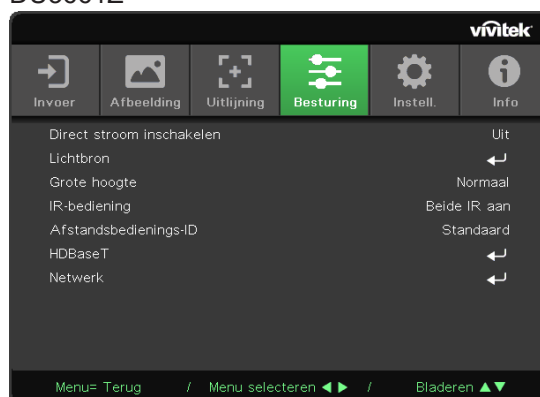 vivitek
Invoer Afbeelding Uitlijning Besturing Instell. Info
Direct stroom inschakelen Uit
Lichtbron
Grote hoogte Normaal
IR-bediening Beide IR aan
Afstandsbedienings-ID Standaard
HDBaseT
Netwerk
Menu= Terug / Menu selecteren ◀ ▶ / Bladeren ▲▼